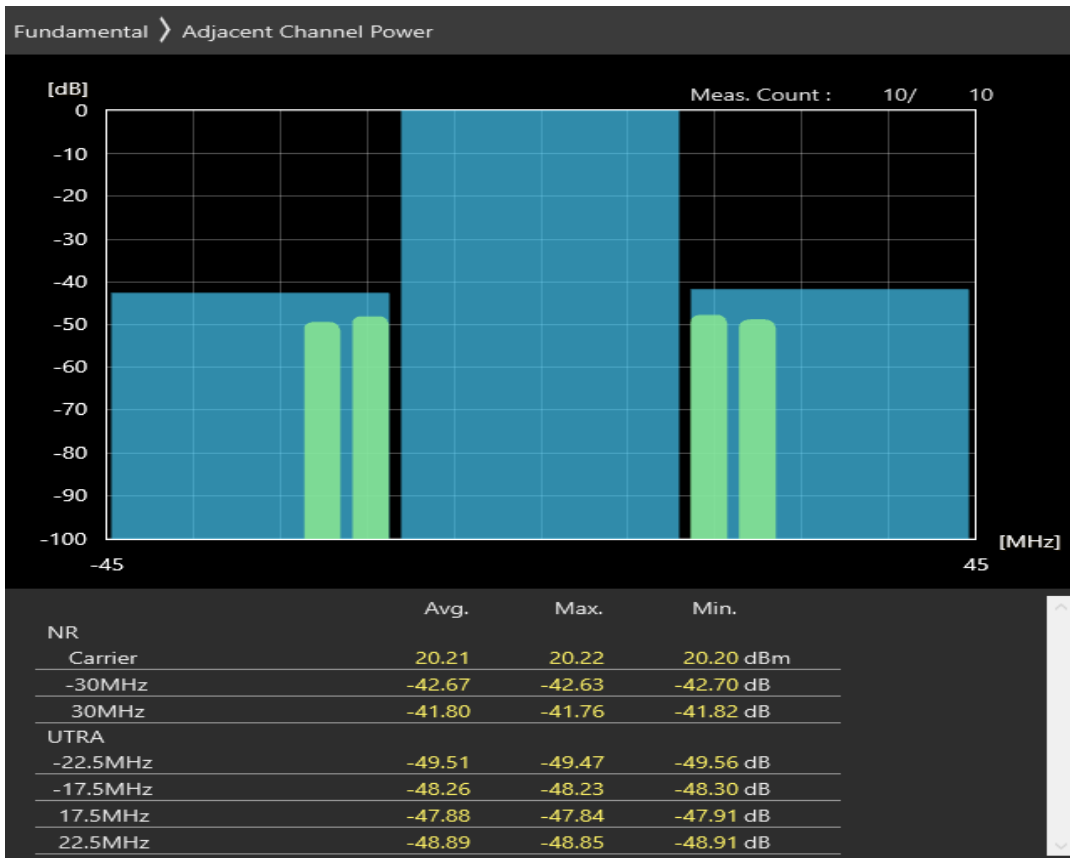 Fundamental 〉 Adjacent Channel Power
[dB]
Meas. Count : 10/ 10
0
-10
-20
-30
-40
-50
-60
-70
-80
-90
-100
[MHz]
-45 45
Avg. Max. Min.
NR
Carrier 20.21 20.22 20.20 dBm
-30MHz -42.67 -42.63 -42.70 dB
30MHz -41.80 -41.76 -41.82 dB
UTRA
-22.5MHz -49.51 -49.47 -49.56 dB
-17.5MHz -48.26 -48.23 -48.30 dB
17.5MHz -47.88 -47.84 -47.91 dB
22.5MHz -48.89 -48.85 -48.91 dB